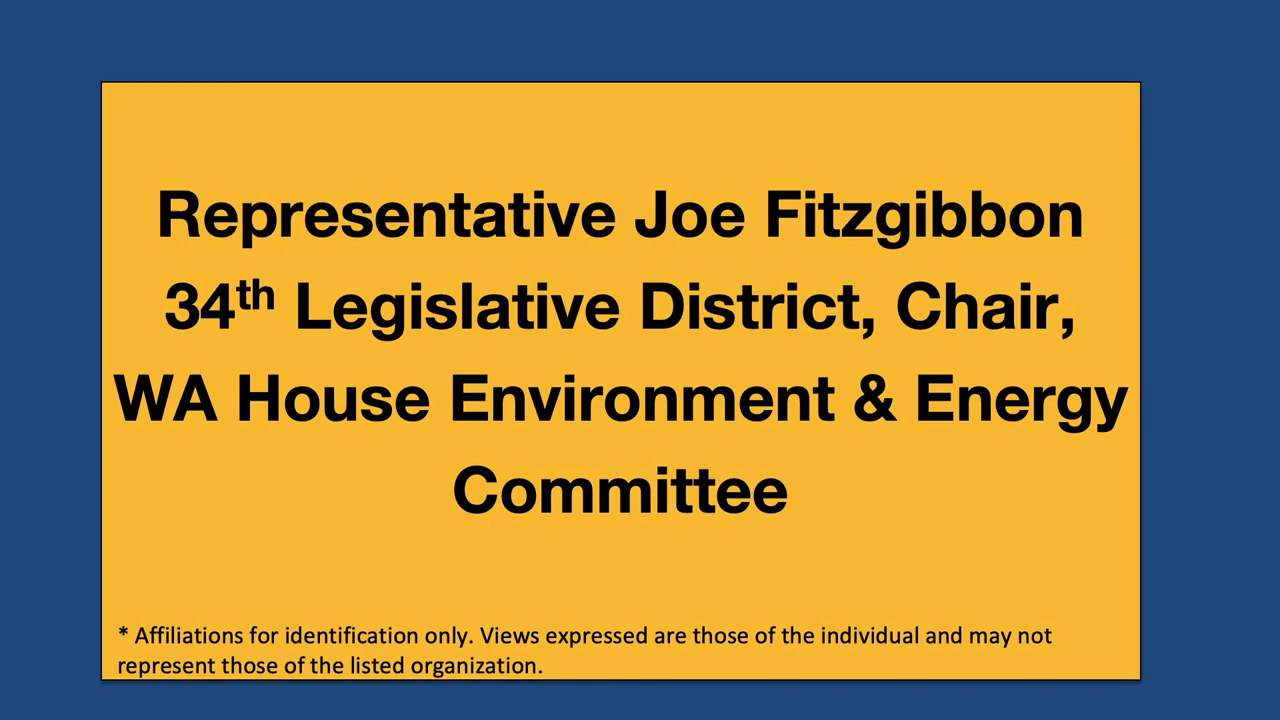 Representative Joe Fitzgibbon
34th Legislative District, Chair,
WA House Environment & Energy
Committee
* Affiliations for identification only. Views expressed are those of the individual and may not
represent those of the listed organization.